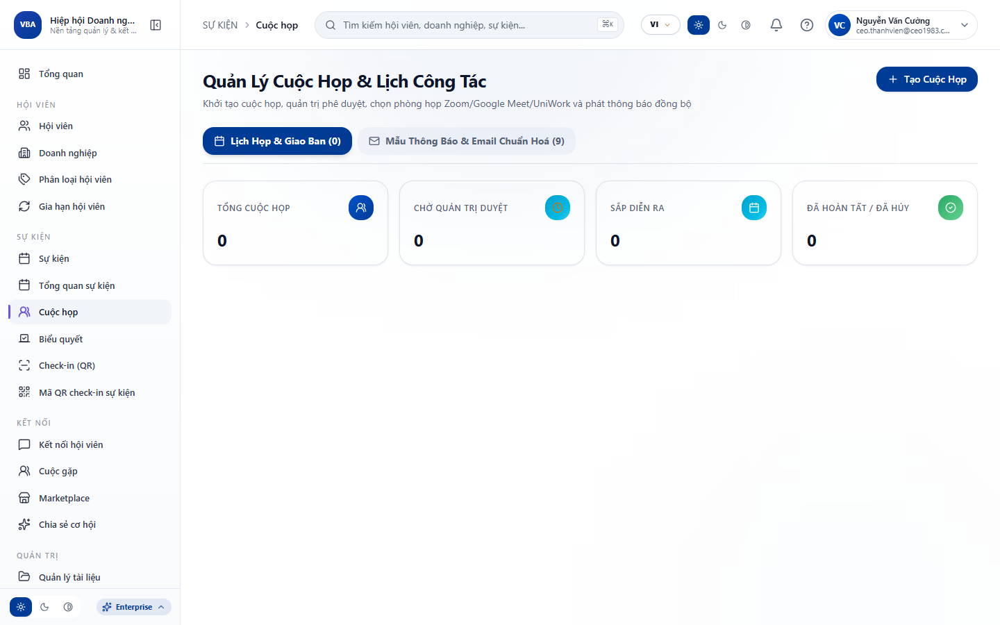 VBA
Hiệp hội Doanh ng...
Nền tảng quản lý & kết ...
SỰ KIỆN > Cuộc họp
Tìm kiếm hội viên, doanh nghiệp, sự kiện...
⌘K
VI
VC
Nguyễn Văn Cường
ceo.thanhvien@ceo1983.c...
Tổng quan
HỘI VIÊN
Hội viên
Doanh nghiệp
Phân loại hội viên
Gia hạn hội viên
SỰ KIỆN
Sự kiện
Tổng quan sự kiện
Cuộc họp
Biểu quyết
Check-in (QR)
Mã QR check-in sự kiện
KẾT NỐI
Kết nối hội viên
Cuộc gặp
Marketplace
Chia sẻ cơ hội
QUẢN TRỊ
Quản lý tài liệu
Enterprise
Quản Lý Cuộc Họp & Lịch Công Tác
Khởi tạo cuộc họp, quản trị phê duyệt, chọn phòng họp Zoom/Google Meet/UniWork và phát thông báo đồng bộ
Tạo Cuộc Họp
Lịch Họp & Giao Ban (0)
Mẫu Thông Báo & Email Chuẩn Hoá (9)
TỔNG CUỘC HỌP
0
CHỜ QUẢN TRỊ DUYỆT
0
SẮP DIỄN RA
0
ĐÃ HOÀN TẤT / ĐÃ HỦY
0